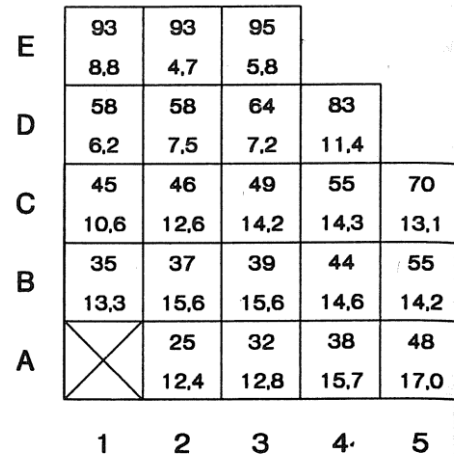 93 93 95
E
8,8 4,7 5,8
58 58 64 83
D
6,2 7,5 7,2 11,4
45 46 49 55 70
C
10,6 12,6 14,2 14,3 13,1
35 37 39 44 55
B
13,3 15,6 15,6 14,6 14,2
25 32 38 48
A
12,4 12,8 15,7 17,0
1 2 3 4 5